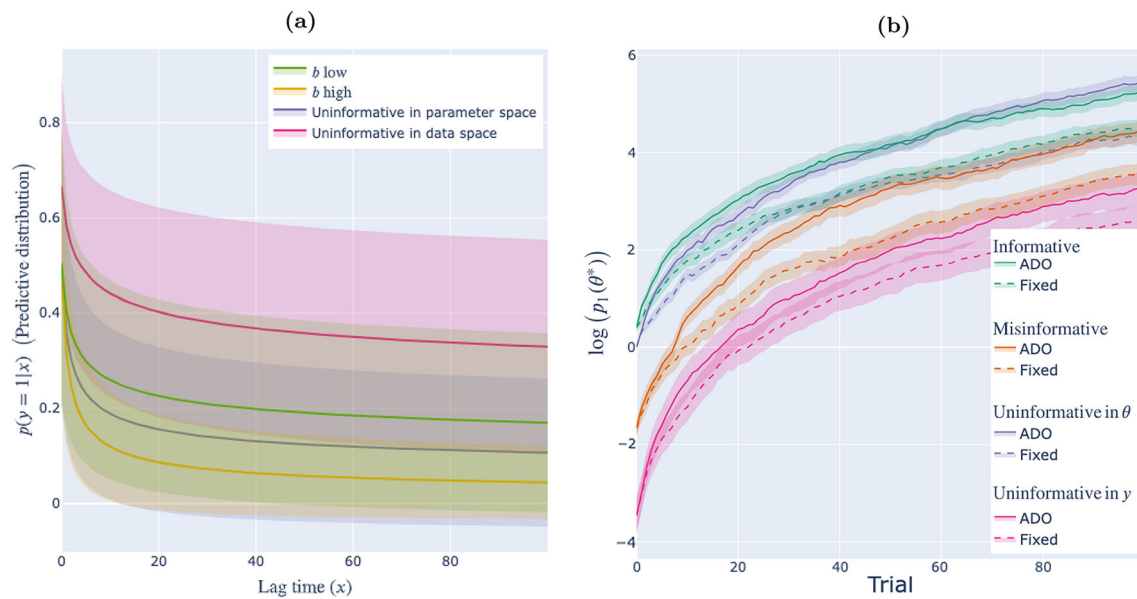 (a)
p(y = 1|x) (Predictive distribution)
0.8
0.6
0.4
0.2
0
0
20
40
60
80
Lag time (x)
b low
b high
Uninformative in parameter space
Uninformative in data space
(b)
log (p₁(θ*))
6
4
2
0
−2
−4
0
20
40
60
80
Trial
Informative
ADO
Fixed
Misinformative
ADO
Fixed
Uninformative in θ
ADO
Fixed
Uninformative in y
ADO
Fixed